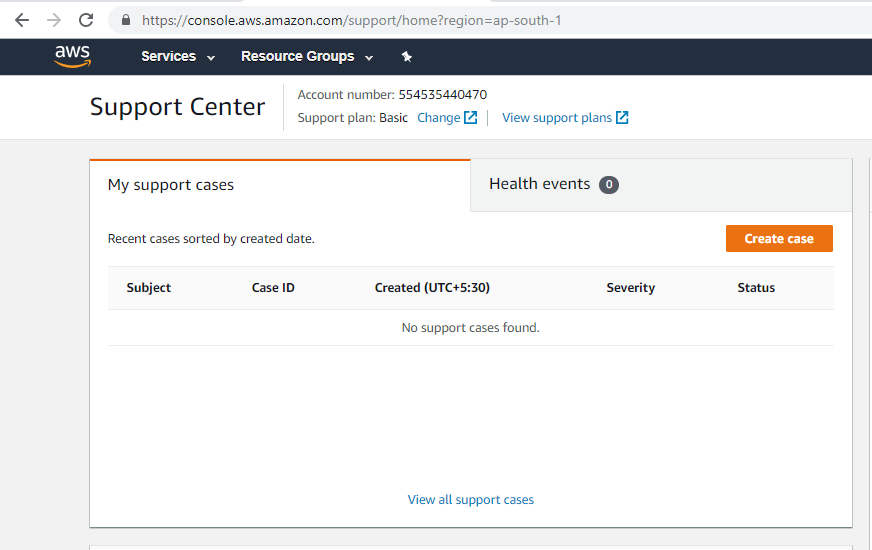 https://console.aws.amazon.com/support/home?region=ap-south-1
aws Services Resource Groups
Support Center
Account number: 554535440470
Support plan: Basic Change View support plans
My support cases
Health events 0
Recent cases sorted by created date.
Create case
Subject Case ID Created (UTC+5:30) Severity Status
No support cases found.
View all support cases